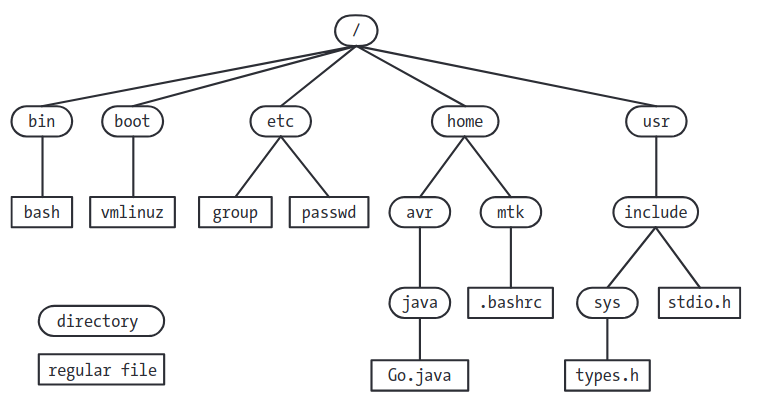 /
bin
boot
etc
home
usr
bash
vmlinuz
group
passwd
avr
mtk
include
java
.bashrc
sys
stdio.h
directory
regular file
Go.java
types.h